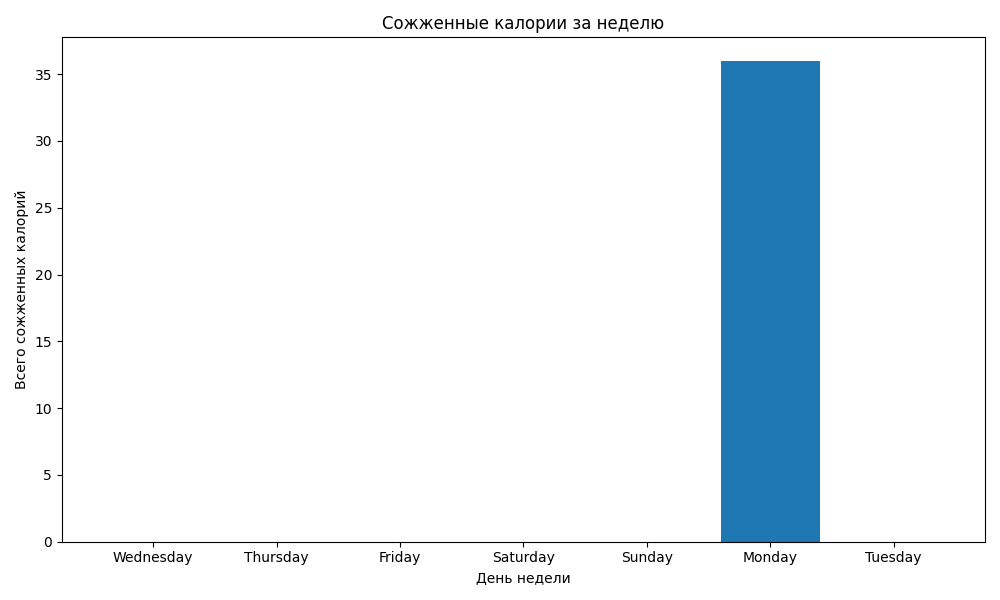 Сожженные калории за неделю
Всего сожженных калорий
35
30
25
20
15
10
5
0
Wednesday Thursday Friday Saturday Sunday Monday Tuesday
День недели